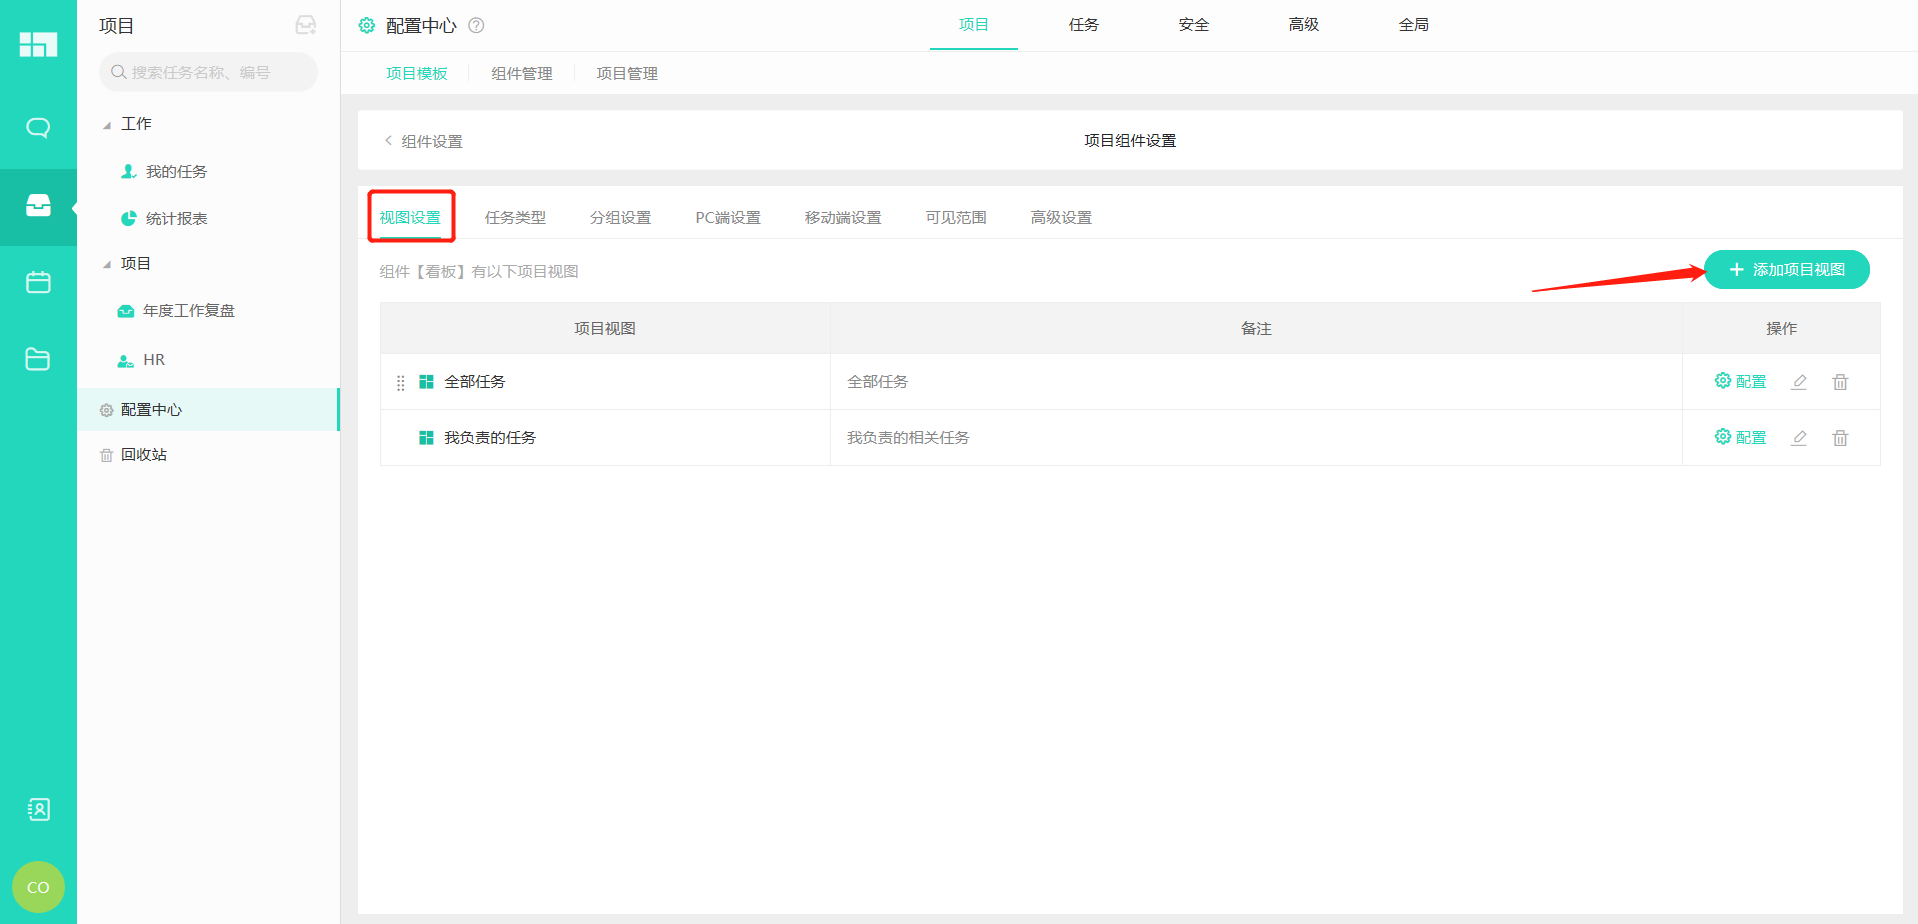 项目
搜索任务名称、编号
工作
我的任务
统计报表
项目
年度工作复盘
HR
配置中心
回收站
CO
配置中心
项目 任务 安全 高级 全局
项目模板 组件管理 项目管理
组件设置 项目组件设置
视图设置 任务类型 分组设置 PC端设置 移动端设置 可见范围 高级设置
组件【看板】有以下项目视图
添加项目视图
项目视图 备注 操作
全部任务 全部任务 配置
我负责的任务 我负责的相关任务 配置